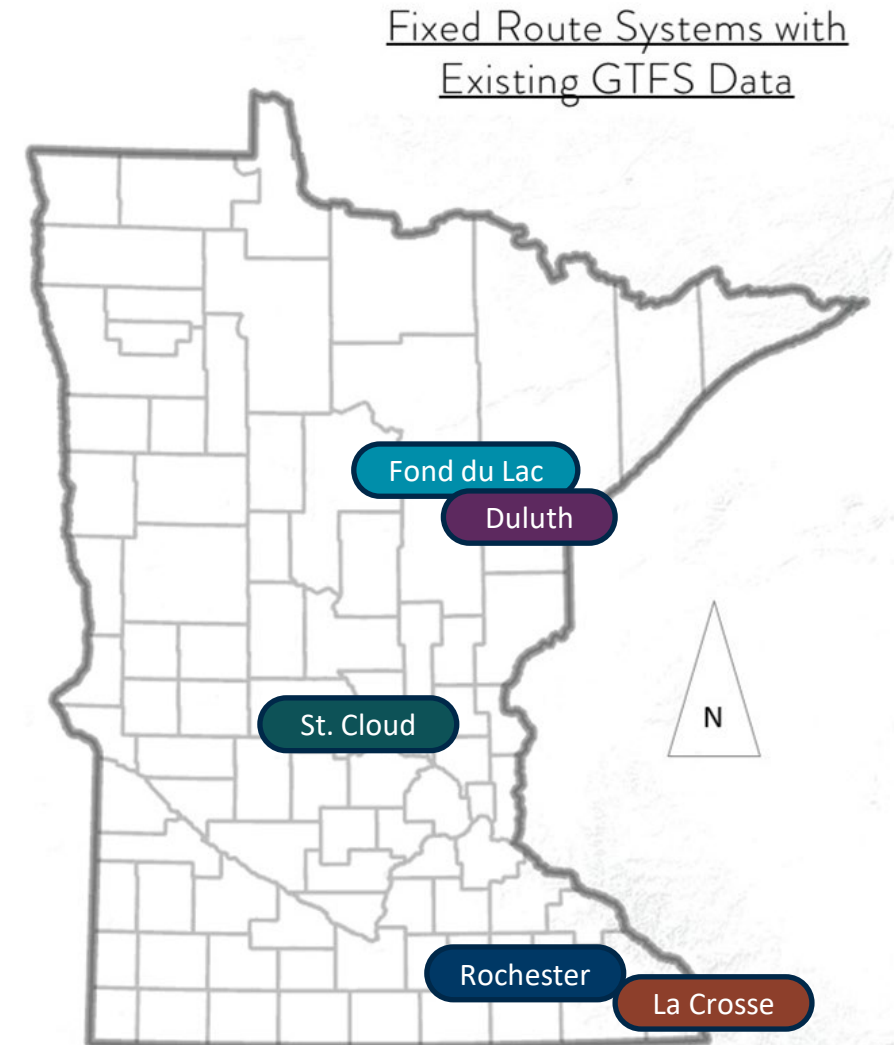 Fixed Route Systems with
Existing GTFS Data
Fond du Lac
Duluth
St. Cloud
N
Rochester
La Crosse